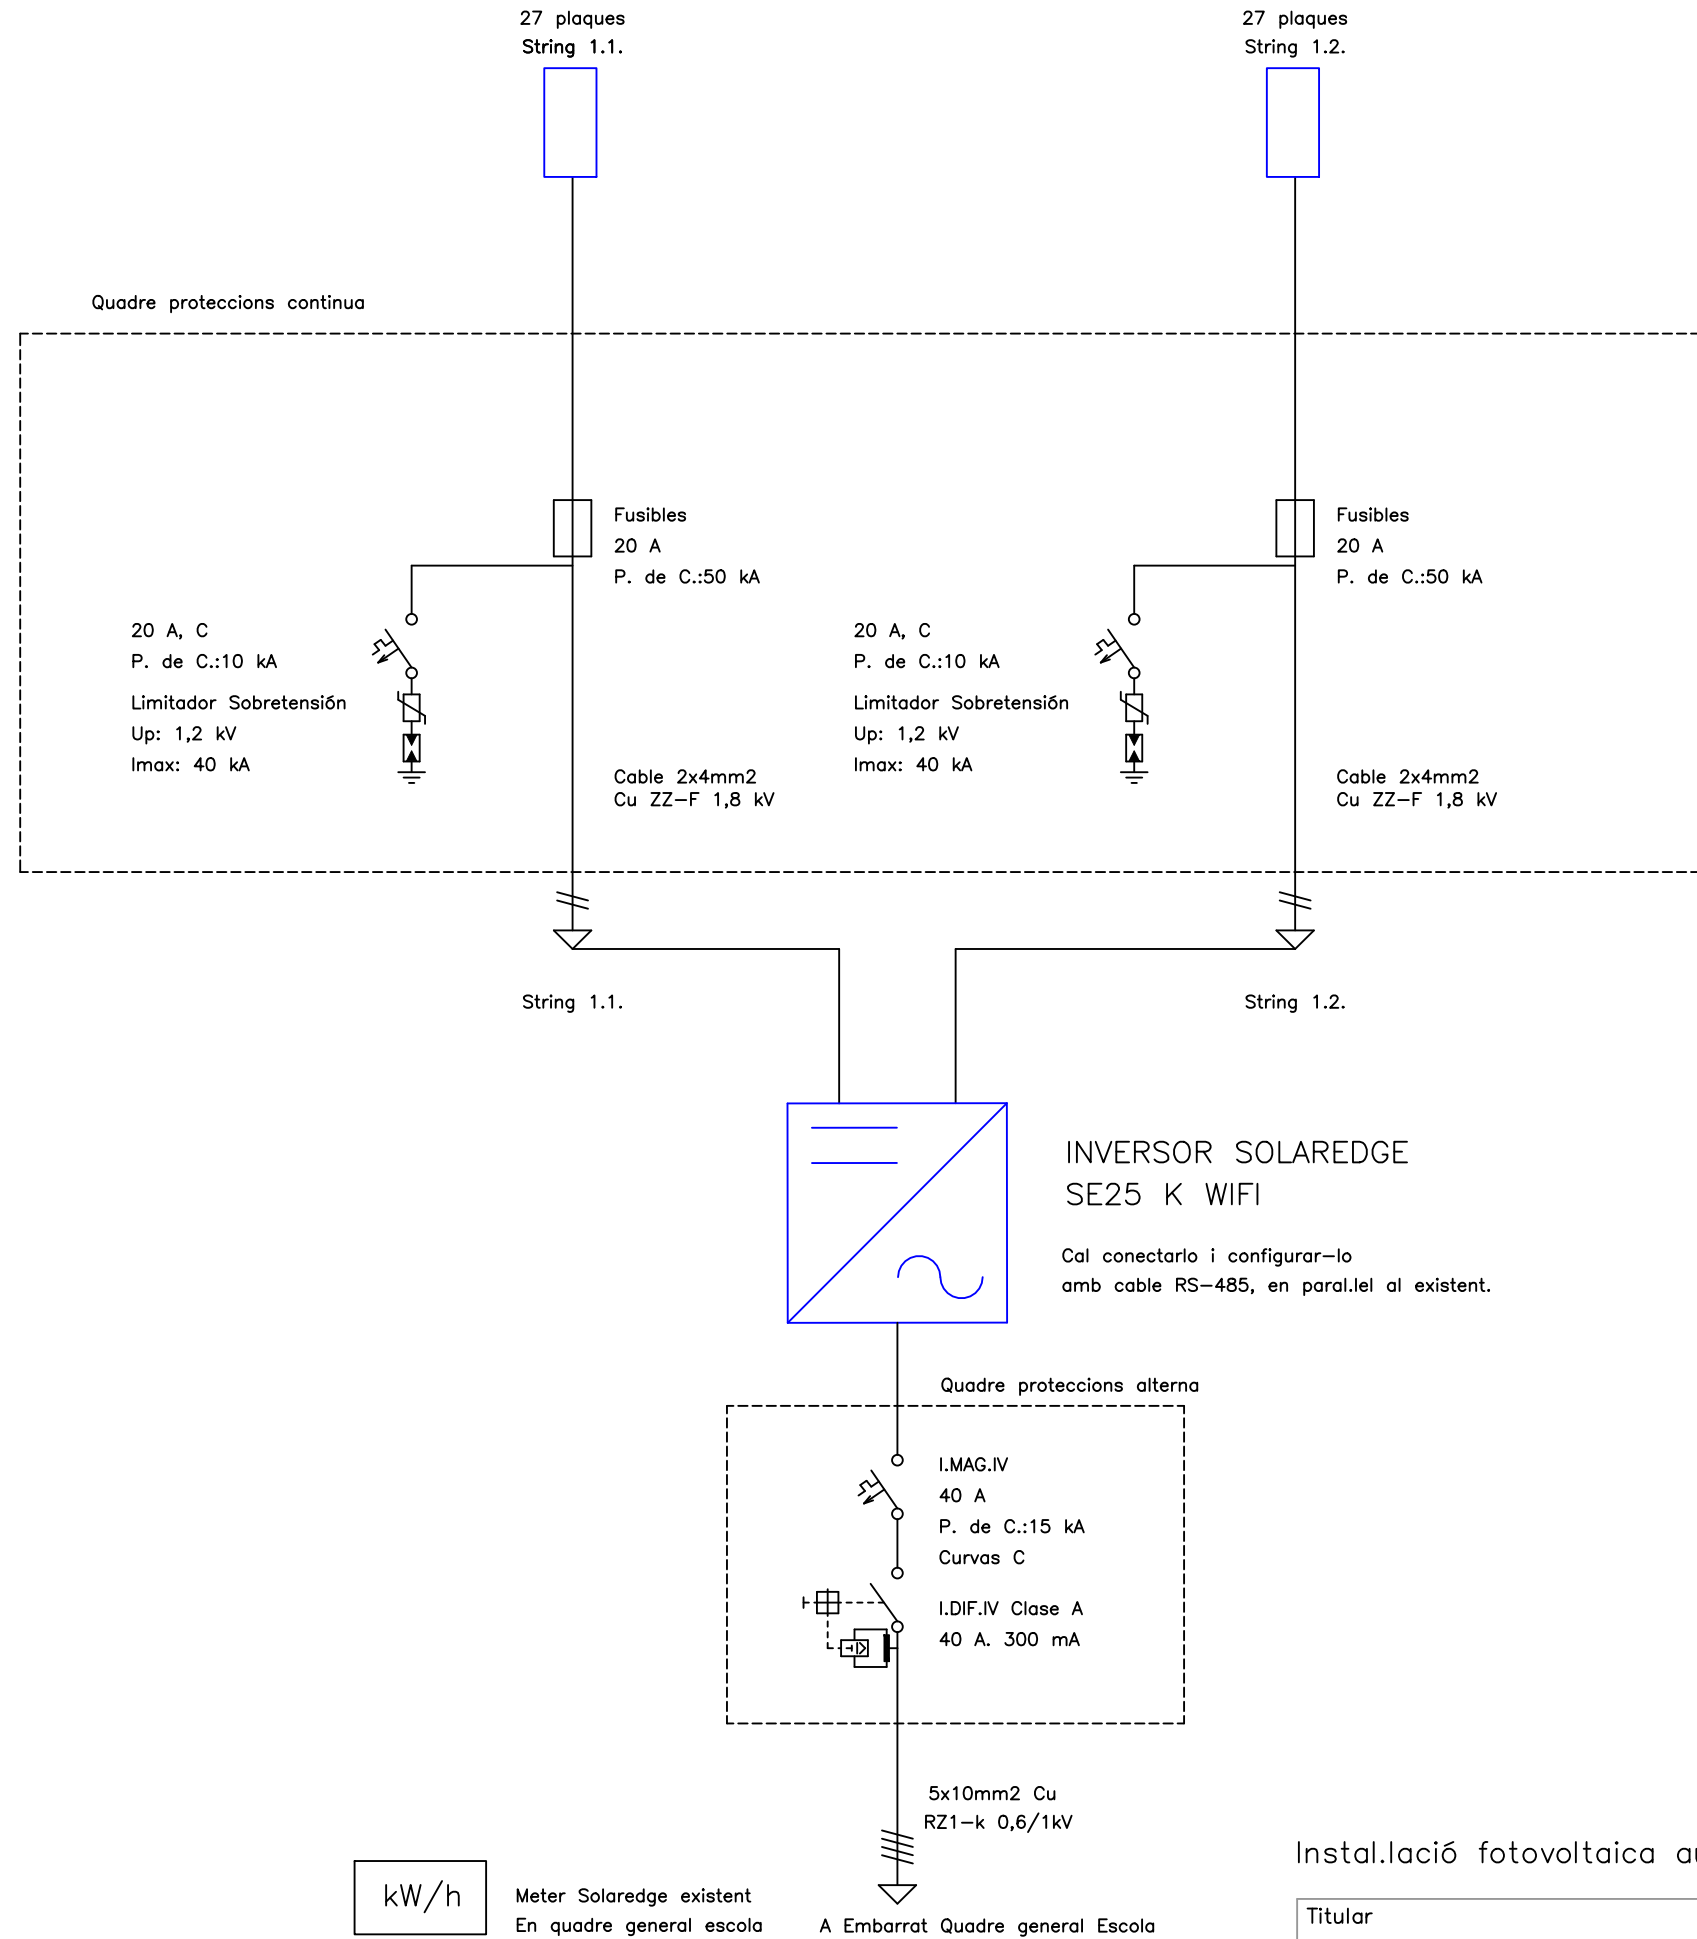 27 plaques
String 1.1.
27 plaques
String 1.2.
Quadre proteccions continua
Fusibles
20 A
P. de C.:50 kA
20 A, C
P. de C.:10 kA
Limitador Sobretensión
Up: 1,2 kV
Imax: 40 kA
Cable 2x4mm2
Cu ZZ-F 1,8 kV
Fusibles
20 A
P. de C.:50 kA
20 A, C
P. de C.:10 kA
Limitador Sobretensión
Up: 1,2 kV
Imax: 40 kA
Cable 2x4mm2
Cu ZZ-F 1,8 kV
String 1.1.
String 1.2.
INVERSOR SOLAREDGE
SE25 K WIFI
Cal conectarlo i configurar-lo
amb cable RS-485, en paral.lel al existent.
Quadre proteccions alterna
I.MAG.IV
40 A
P. de C.:15 kA
Curvas C
I.DIF.IV Clase A
40 A. 300 mA
5x10mm2 Cu
RZ1-k 0,6/1kV
kW/h
Meter Solaredge existent
En quadre general escola
A Embarrat Quadre general Escola
Instal.lació fotovoltaica
Titular